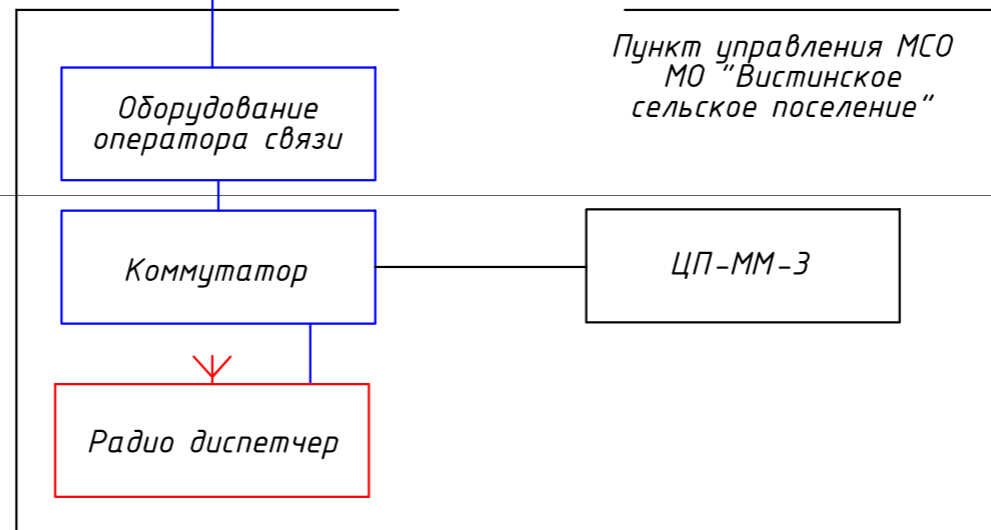 Пункт управления МСО
МО "Вистинское
сельское поселение"
Оборудование
оператора связи
Коммутатор
ЦП-ММ-3
Радио диспетчер